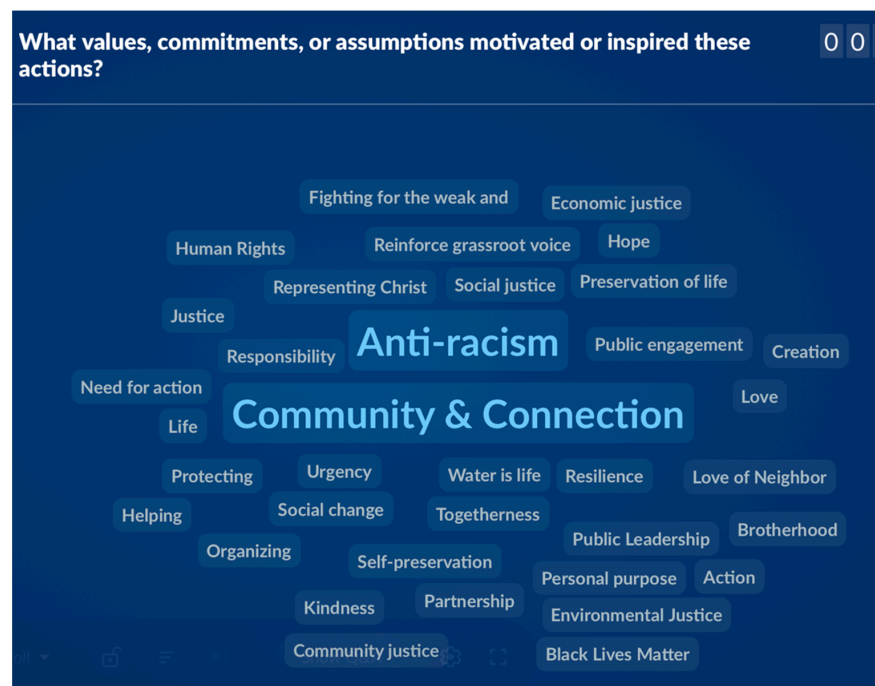 What values, commitments, or assumptions motivated or inspired these
actions?
0 0
Fighting for the weak and
Economic justice
Human Rights
Reinforce grassroot voice
Hope
Representing Christ
Social justice
Preservation of life
Justice
Anti-racism
Public engagement
Creation
Responsibility
Need for action
Love
Life
Community & Connection
Protecting
Urgency
Water is life
Resilience
Love of Neighbor
Helping
Social change
Togetherness
Public Leadership
Brotherhood
Organizing
Self-preservation
Personal purpose
Action
Kindness
Partnership
Environmental Justice
Community justice
Black Lives Matter